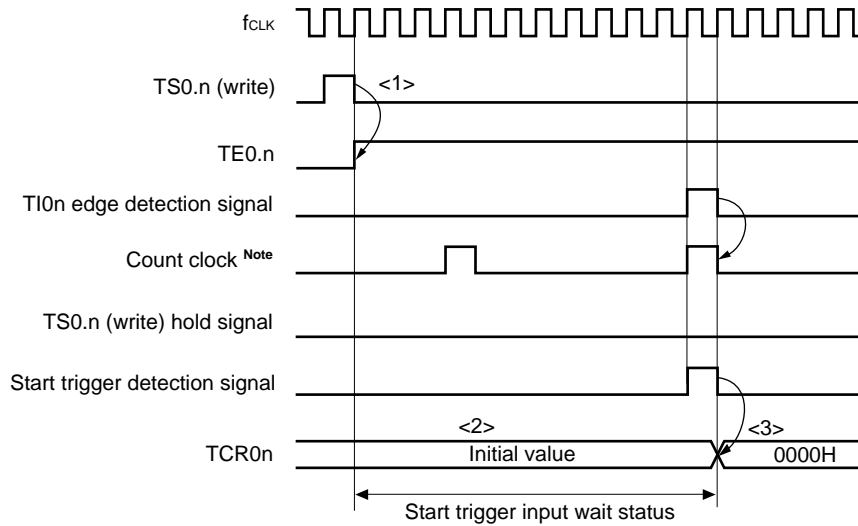 fCLK
TS0.n (write)
<1>
TE0.n
TI0n edge detection signal
Count clock Note
TS0.n (write) hold signal
Start trigger detection signal
<2>
<3>
TCR0n
Initial value
0000H
Start trigger input wait status